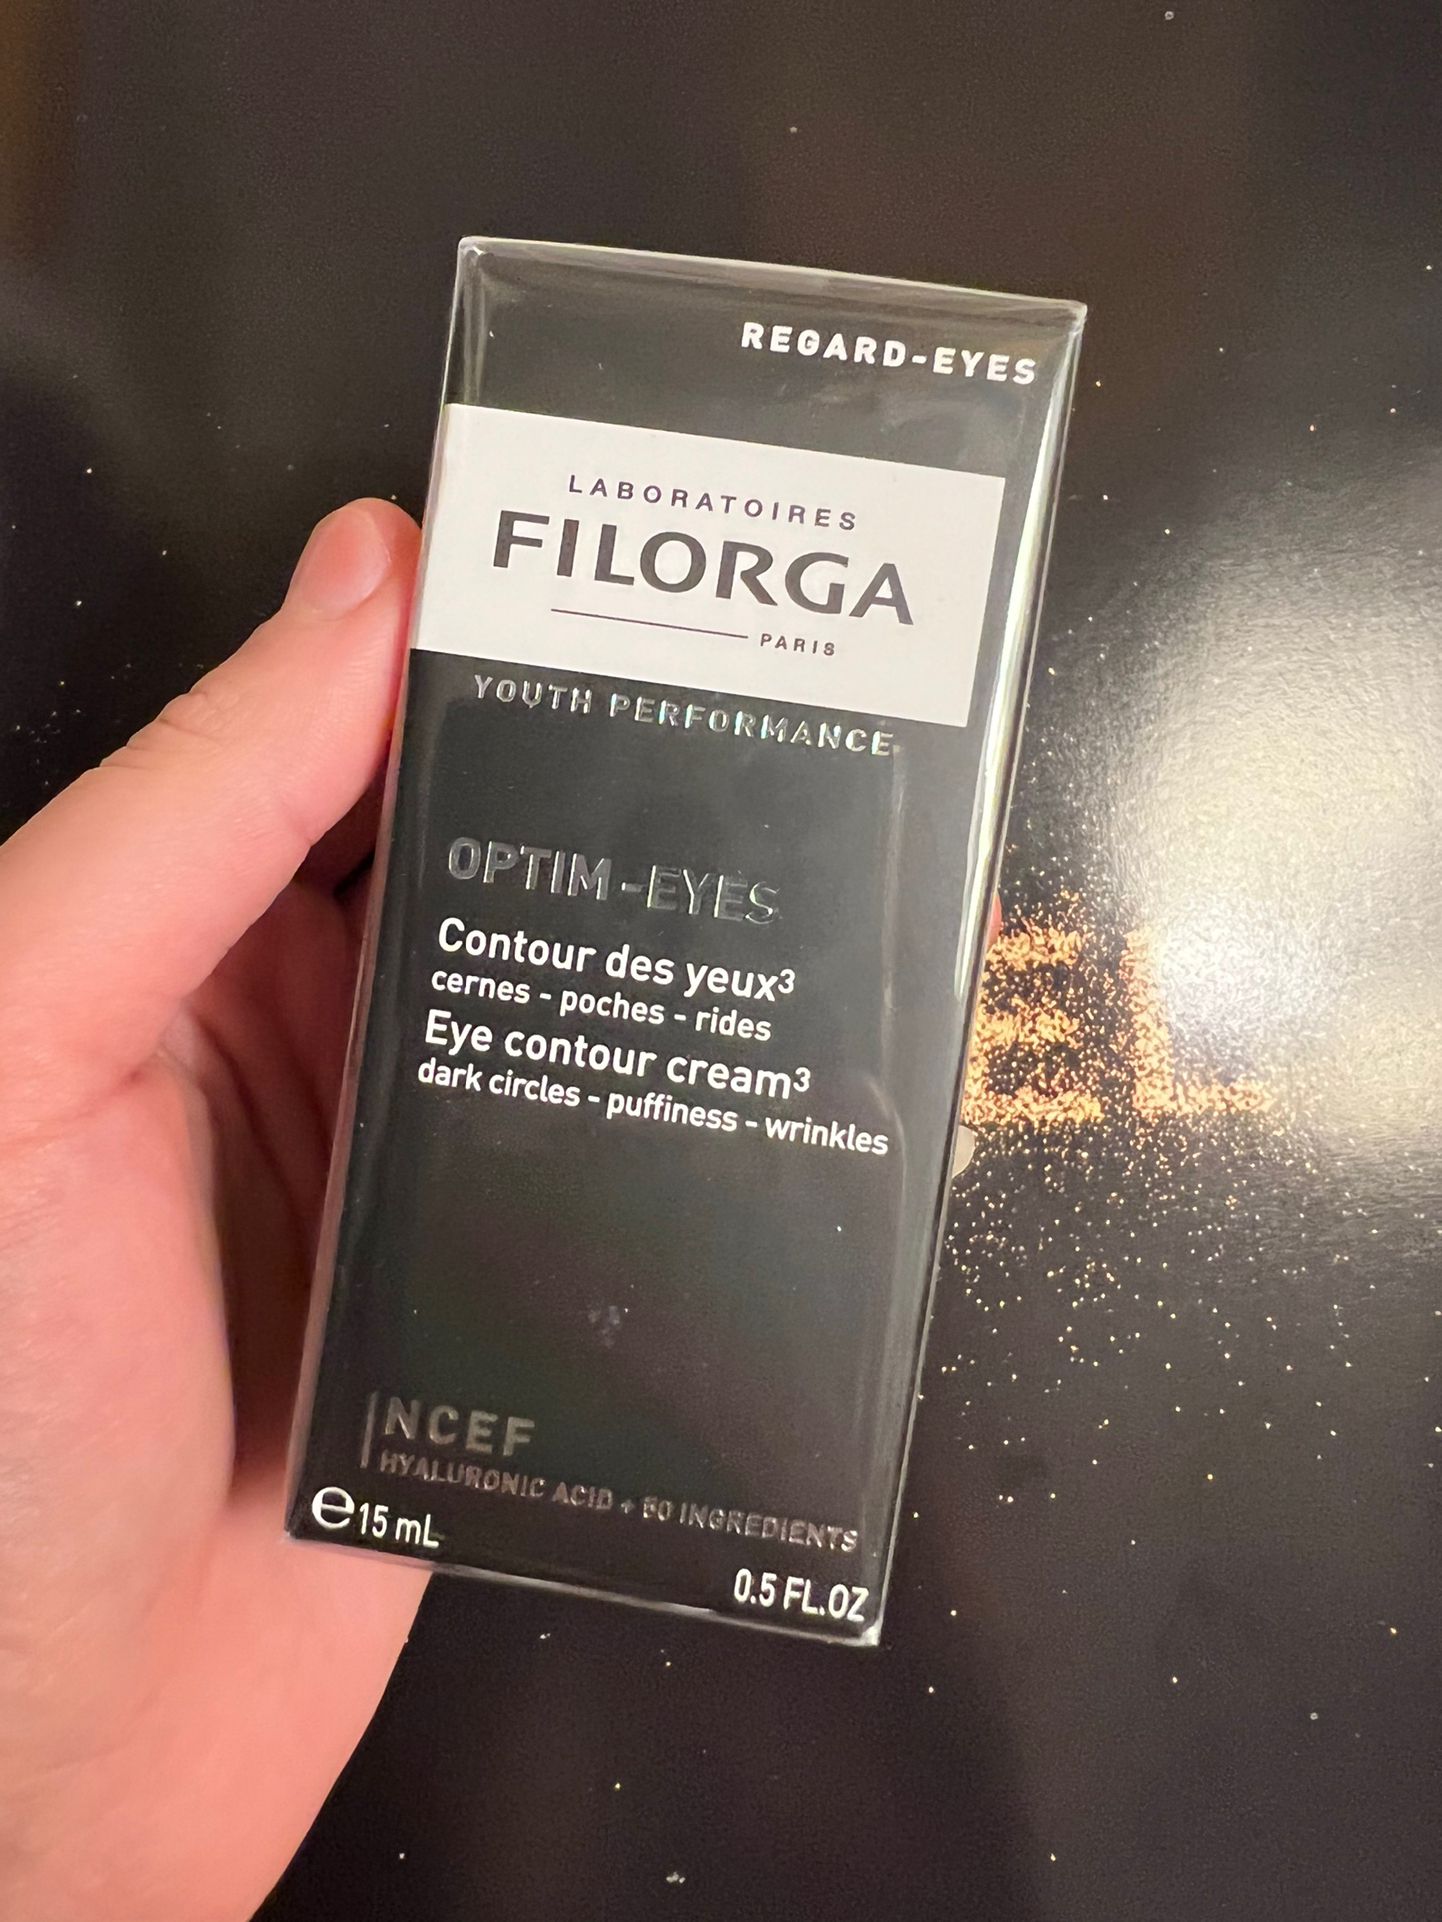 REGARD-EYES
LABORATOIRES
FILORGA
PARIS
YOUTH PERFORMANCE
OPTIM-EYES
Contour des yeux³
cernes - poches - rides
Eye contour cream³
dark circles - puffiness - wrinkles
NCEF
HYALURONIC ACID + 50 INGREDIENTS
℮15 mL
0.5 FL.OZ
EL